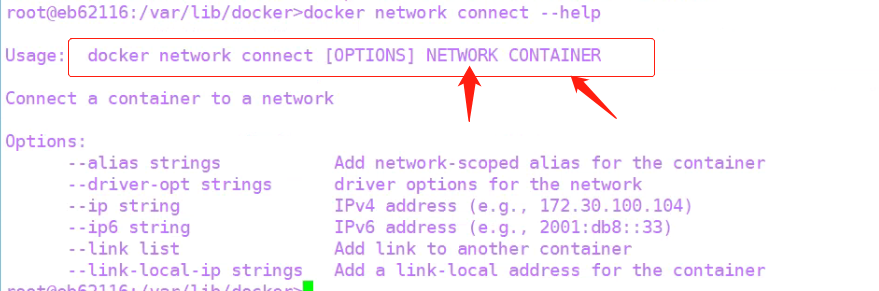 root@eb62116:/var/lib/docker>docker network connect --help
Usage:  docker network connect [OPTIONS] NETWORK CONTAINER
Connect a container to a network
Options:
      --alias strings           Add network-scoped alias for the container
      --driver-opt strings      driver options for the network
      --ip string               IPv4 address (e.g., 172.30.100.104)
      --ip6 string              IPv6 address (e.g., 2001:db8::33)
      --link list               Add link to another container
      --link-local-ip strings   Add a link-local address for the container
root@eb62116:/var/lib/docker>